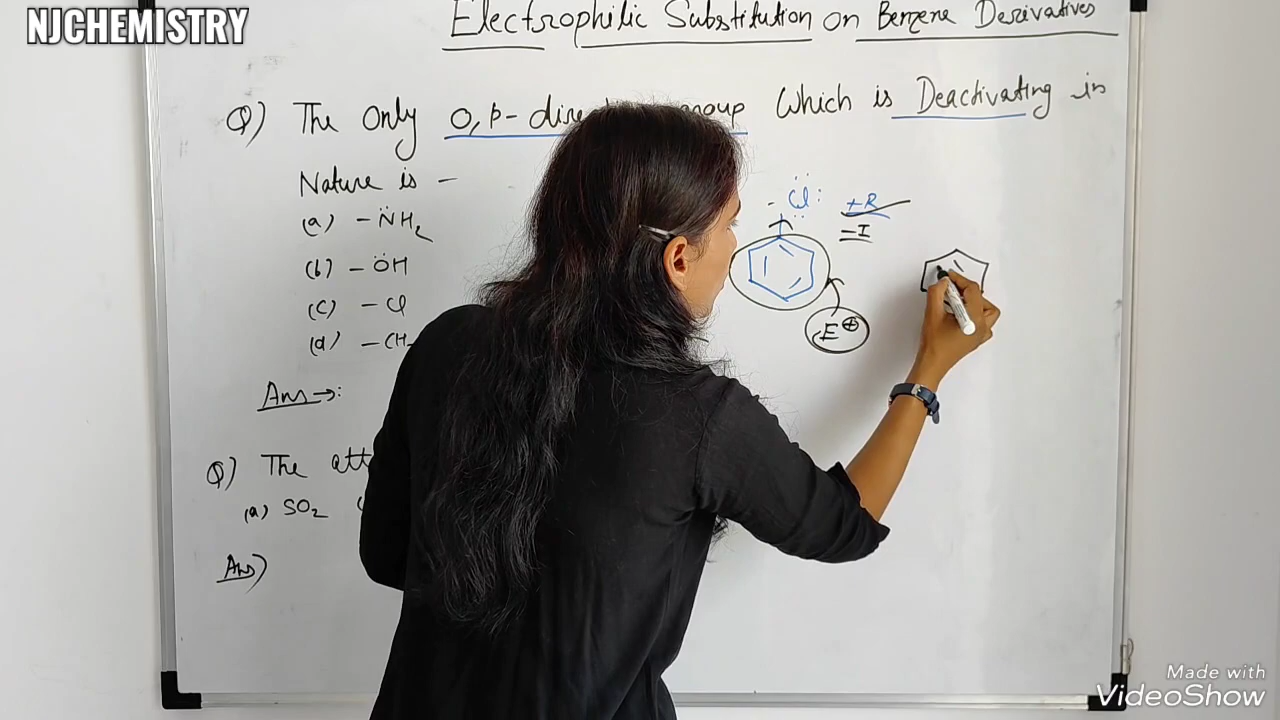 NJCHEMISTRY
Electrophilic Substitution on Benzene Derivatives
Q) The Only o,p- group Which is Deactivating in
Nature is -
(a) -NH2
(b) -OH
(c) -Cl
(d) -CH
Ans→:
Q) The
(a) SO2
Ans)
-Cl: +R
-I
E⊕
Made with
VideoShow